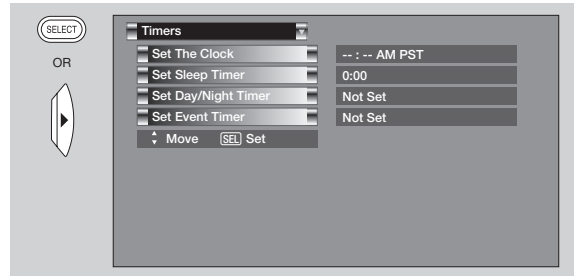 SELECT
OR
Timers
Set The Clock -- : -- AM PST
Set Sleep Timer 0:00
Set Day/Night Timer Not Set
Set Event Timer Not Set
Move SEL Set